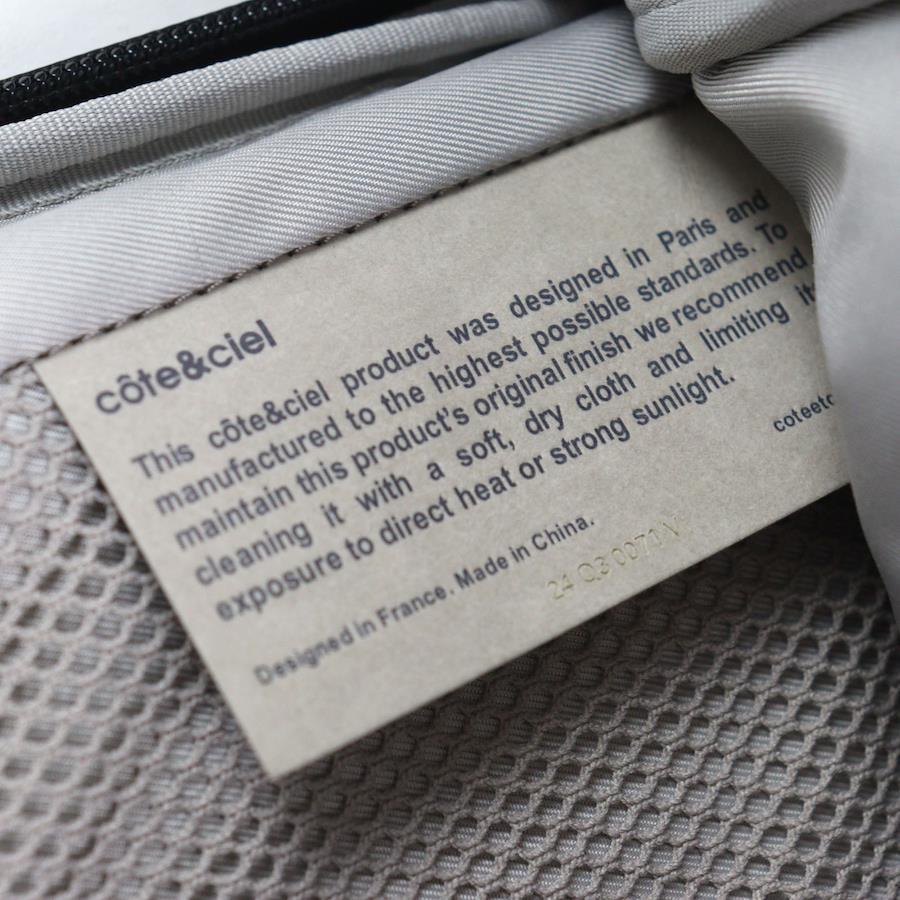 côte&ciel
This côte&ciel product was designed in Paris and
manufactured to the highest possible standards. To
maintain this product's original finish we recommend
cleaning it with a soft, dry cloth and limiting
exposure to direct heat or strong sunlight.
Designed in France. Made in China.
24 Q3 0071